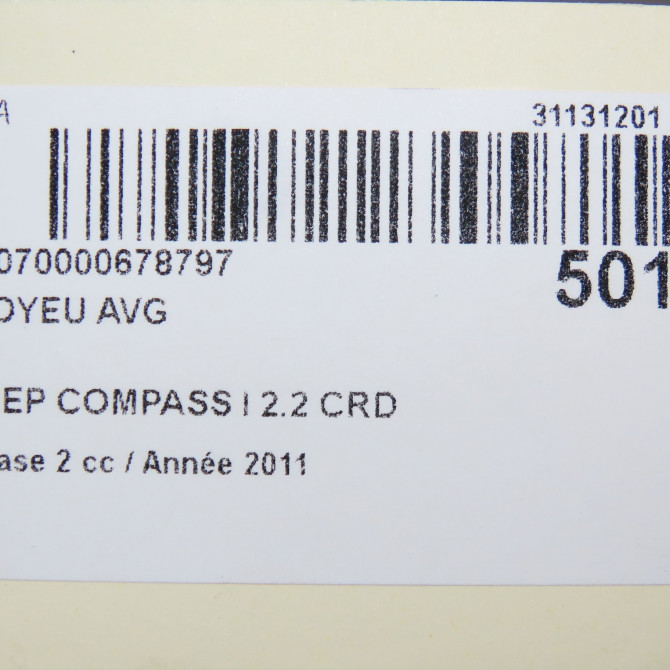 A 31131201
070000678797 501
OYEU AVG
EP COMPASS I 2.2 CRD
ase 2 cc / Année 2011